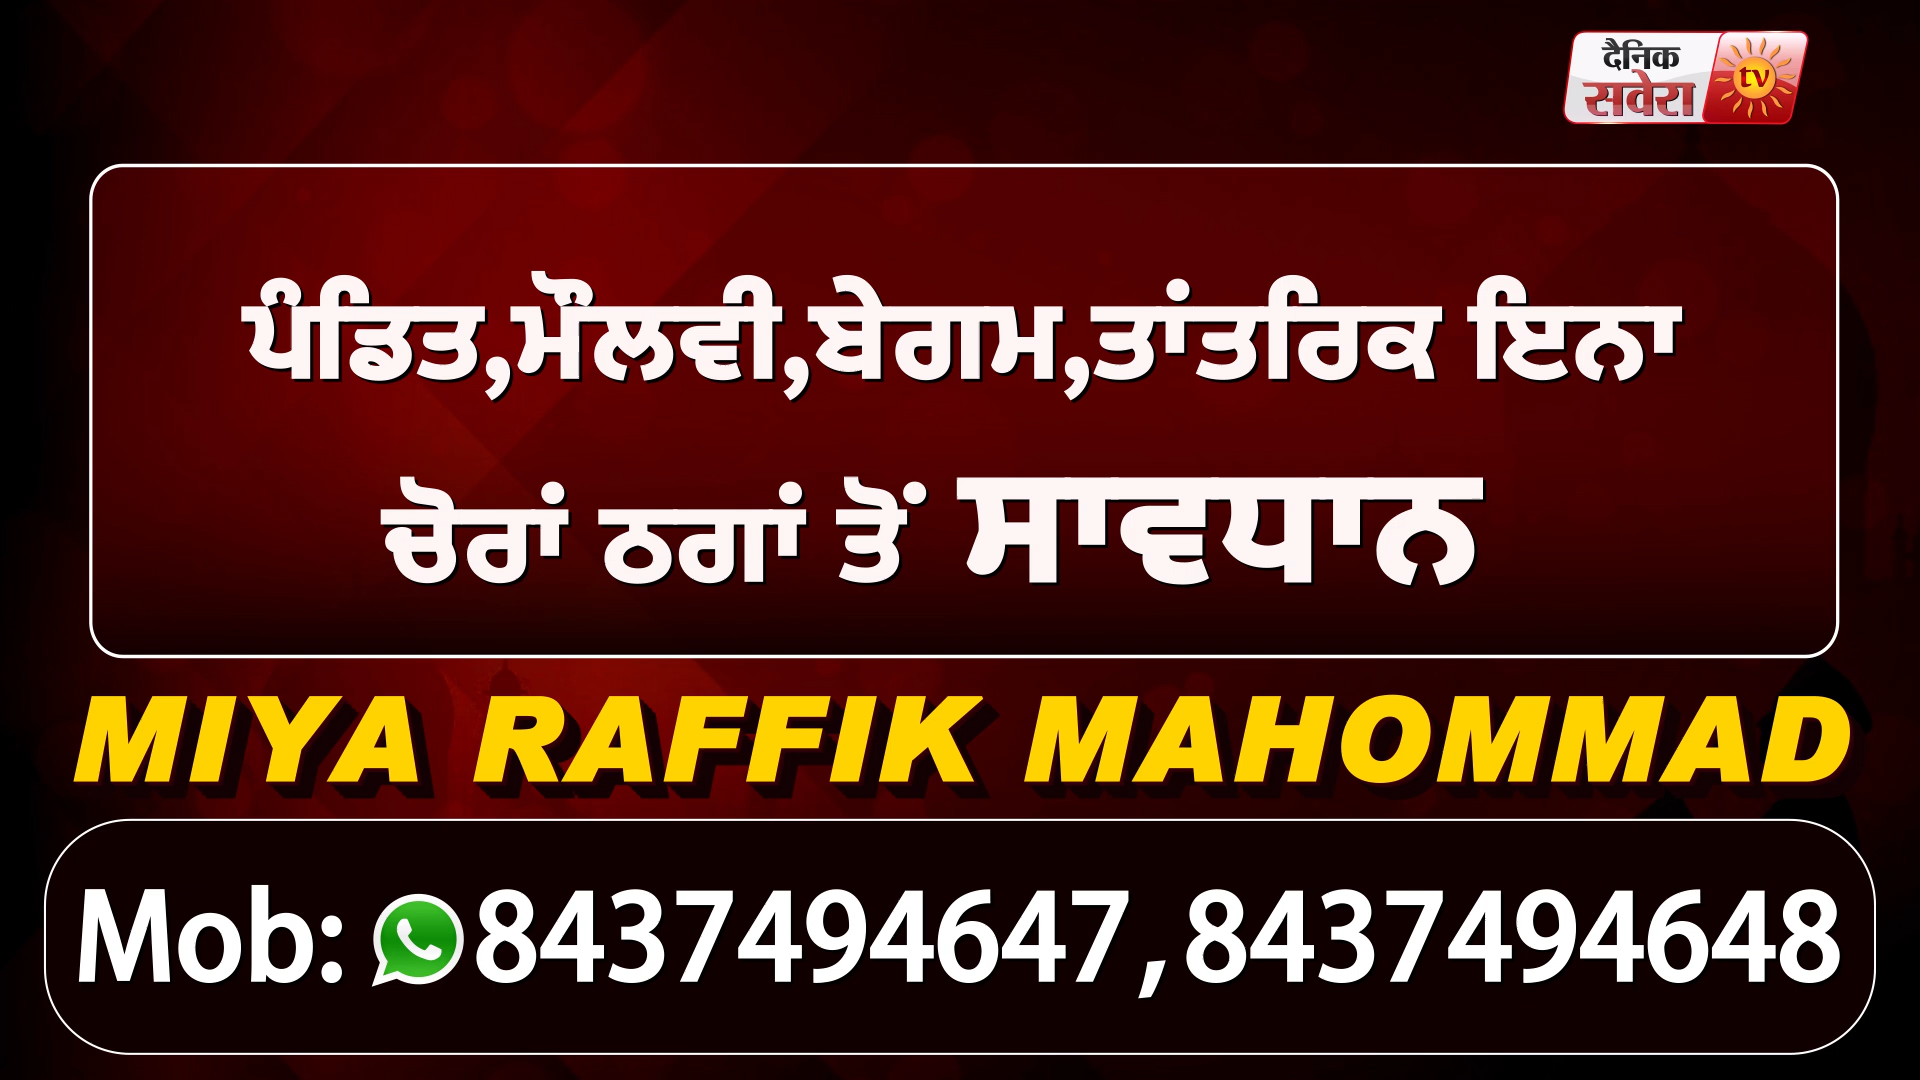 दैनिक
सवेरा
tv
ਪੰਡਿਤ,ਮੌਲਵੀ,ਬੇਗਮ,ਤਾਂਤਰਿਕ ਇਨਾ
ਚੋਰਾਂ ਠਗਾਂ ਤੋਂ ਸਾਵਧਾਨ
MIYA RAFFIK MAHOMMAD
Mob: 8437494647, 8437494648